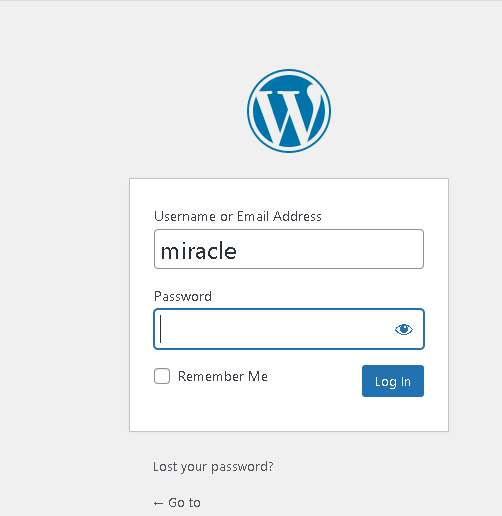 Username or Email Address
miracle
Password
Remember Me
Log In
Lost your password?
← Go to